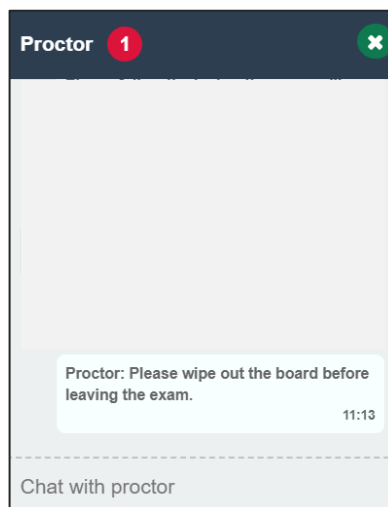 Proctor 1
Proctor: Please wipe out the board before
leaving the exam.
11:13
Chat with proctor